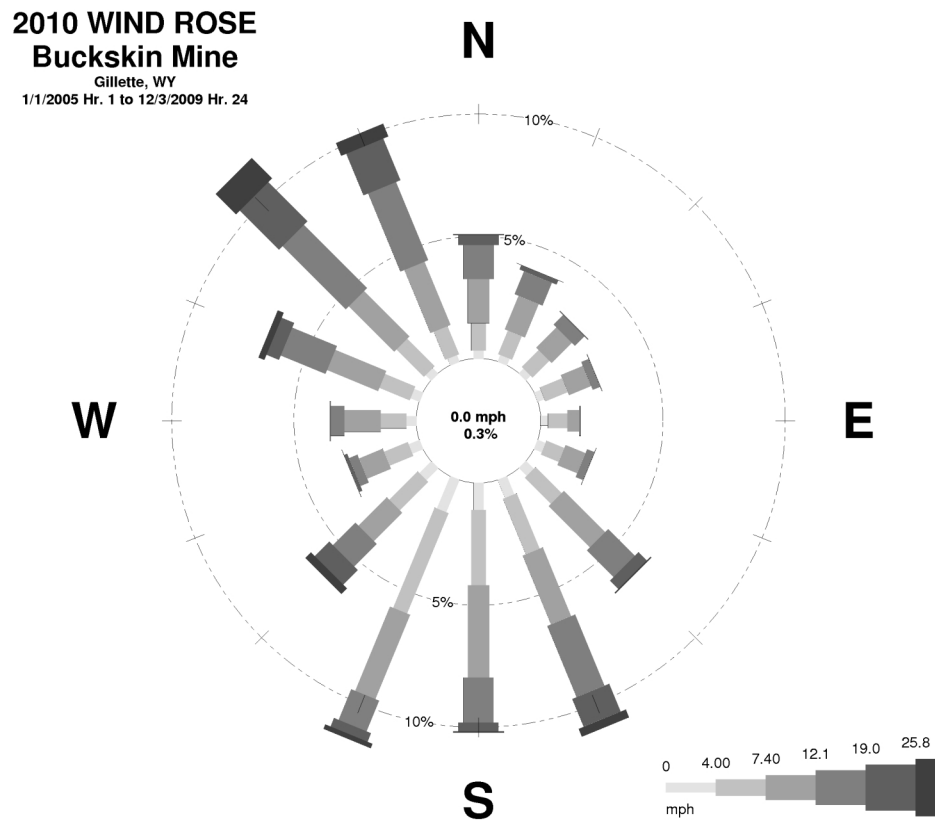 2010 WIND ROSE
Buckskin Mine
Gillette, WY
1/1/2005 Hr. 1 to 12/3/2009 Hr. 24
N
10%
5%
W
0.0 mph
0.3%
E
5%
10%
S
0 4.00 7.40 12.1 19.0 25.8
mph